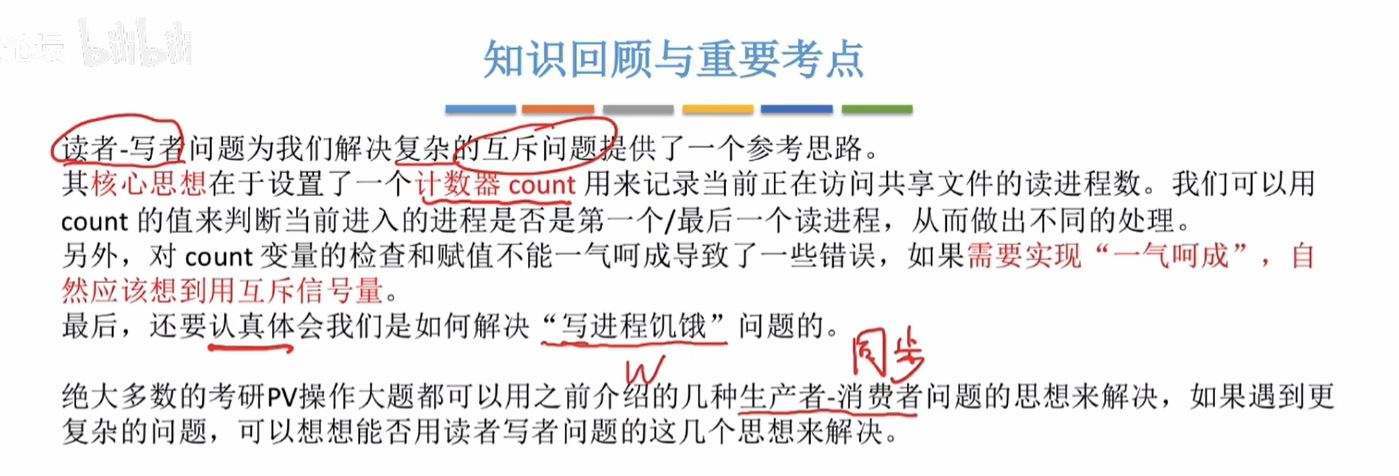 论坛 bilibili
知识回顾与重要考点
读者-写者问题为我们解决复杂的互斥问题提供了一个参考思路。
其核心思想在于设置了一个计数器 count 用来记录当前正在访问共享文件的读进程数。我们可以用
count 的值来判断当前进入的进程是否是第一个/最后一个读进程，从而做出不同的处理。
另外，对 count 变量的检查和赋值不能一气呵成导致了一些错误，如果需要实现“一气呵成”，自
然应该想到用互斥信号量。
最后，还要认真体会我们是如何解决“写进程饥饿”问题的。
同步
W
绝大多数的考研PV操作大题都可以用之前介绍的几种生产者-消费者问题的思想来解决，如果遇到更
复杂的问题，可以想想能否用读者写者问题的这几个思想来解决。